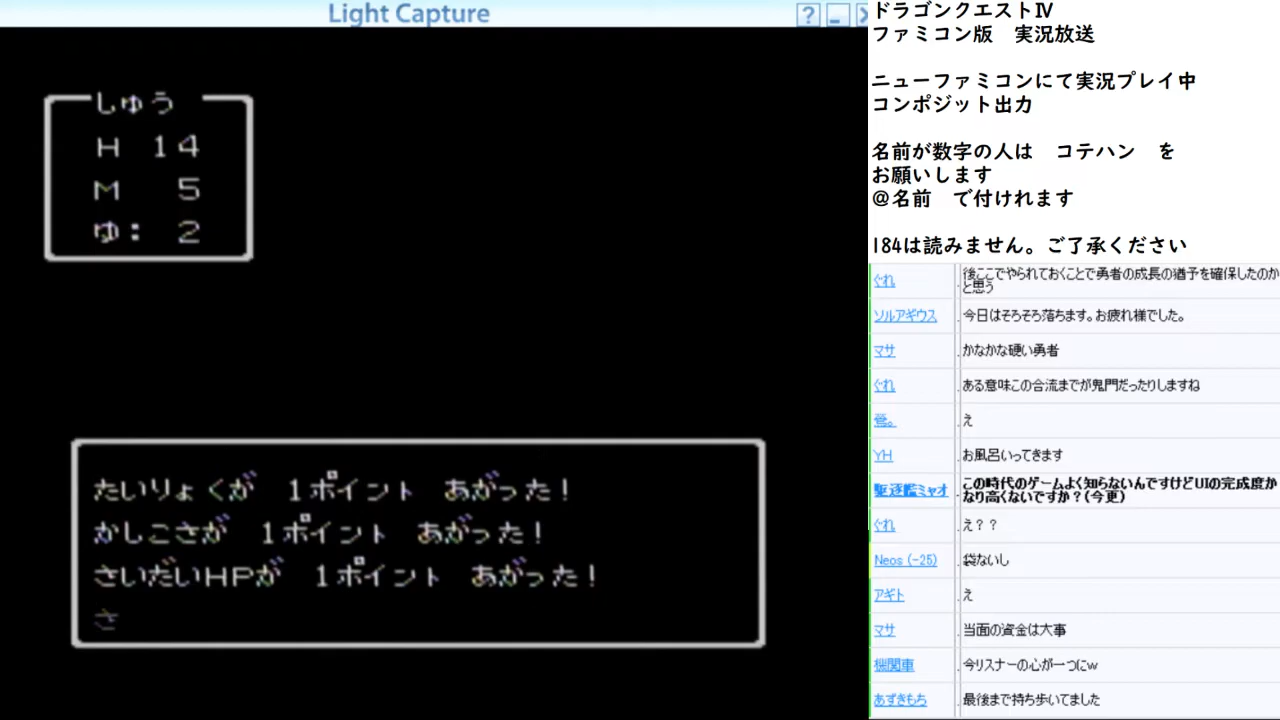 Light Capture
しゅう
H 14
M 5
ゆ: 2
たいりょくが 1ポイント あがった!
かしこさが 1ポイント あがった!
さいだいHPが 1ポイント あがった!
さ
ドラゴンクエストⅣ
ファミコン版 実況放送
ニューファミコンにて実況プレイ中
コンポジット出力
名前が数字の人は コテハン を
お願いします
@名前 で付けれます
184は読みません。ご了承ください
ぐれ 後ここでやられておくことで勇者の成長の猶予を確保したのか
と思う
ソルアギウス 今日はそろそろ落ちます。お疲れ様でした。
マサ かなかな硬い勇者
ぐれ ある意味この合流までが鬼門だったりしますね
え
YH お風呂いってきます
駆逐艦ミャオ この時代のゲームよく知らないんですけどUIの完成度か
なり高くないですか?(今更)
ぐれ え??
Neos (-25) 袋ないし
アギト え
マサ 当面の資金は大事
機関車 今リスナーの心が一つにw
あずきもち 最後まで持ち歩いてました